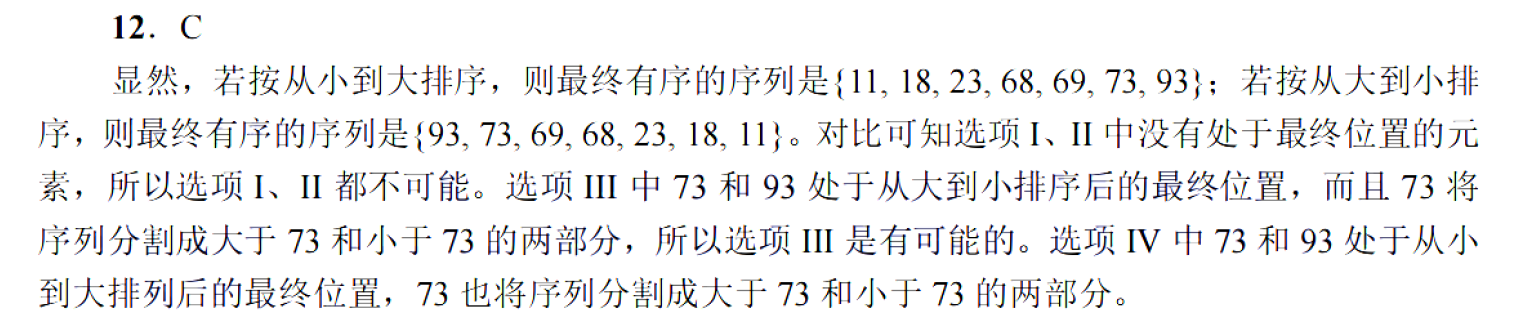 12．C
显然，若按从小到大排序，则最终有序的序列是{11, 18, 23, 68, 69, 73, 93}；若按从大到小排
序，则最终有序的序列是{93, 73, 69, 68, 23, 18, 11}。对比可知选项 I、II 中没有处于最终位置的元
素，所以选项 I、II 都不可能。选项 III 中 73 和 93 处于从大到小排序后的最终位置，而且 73 将
序列分割成大于 73 和小于 73 的两部分，所以选项 III 是有可能的。选项 IV 中 73 和 93 处于从小
到大排列后的最终位置，73 也将序列分割成大于 73 和小于 73 的两部分。